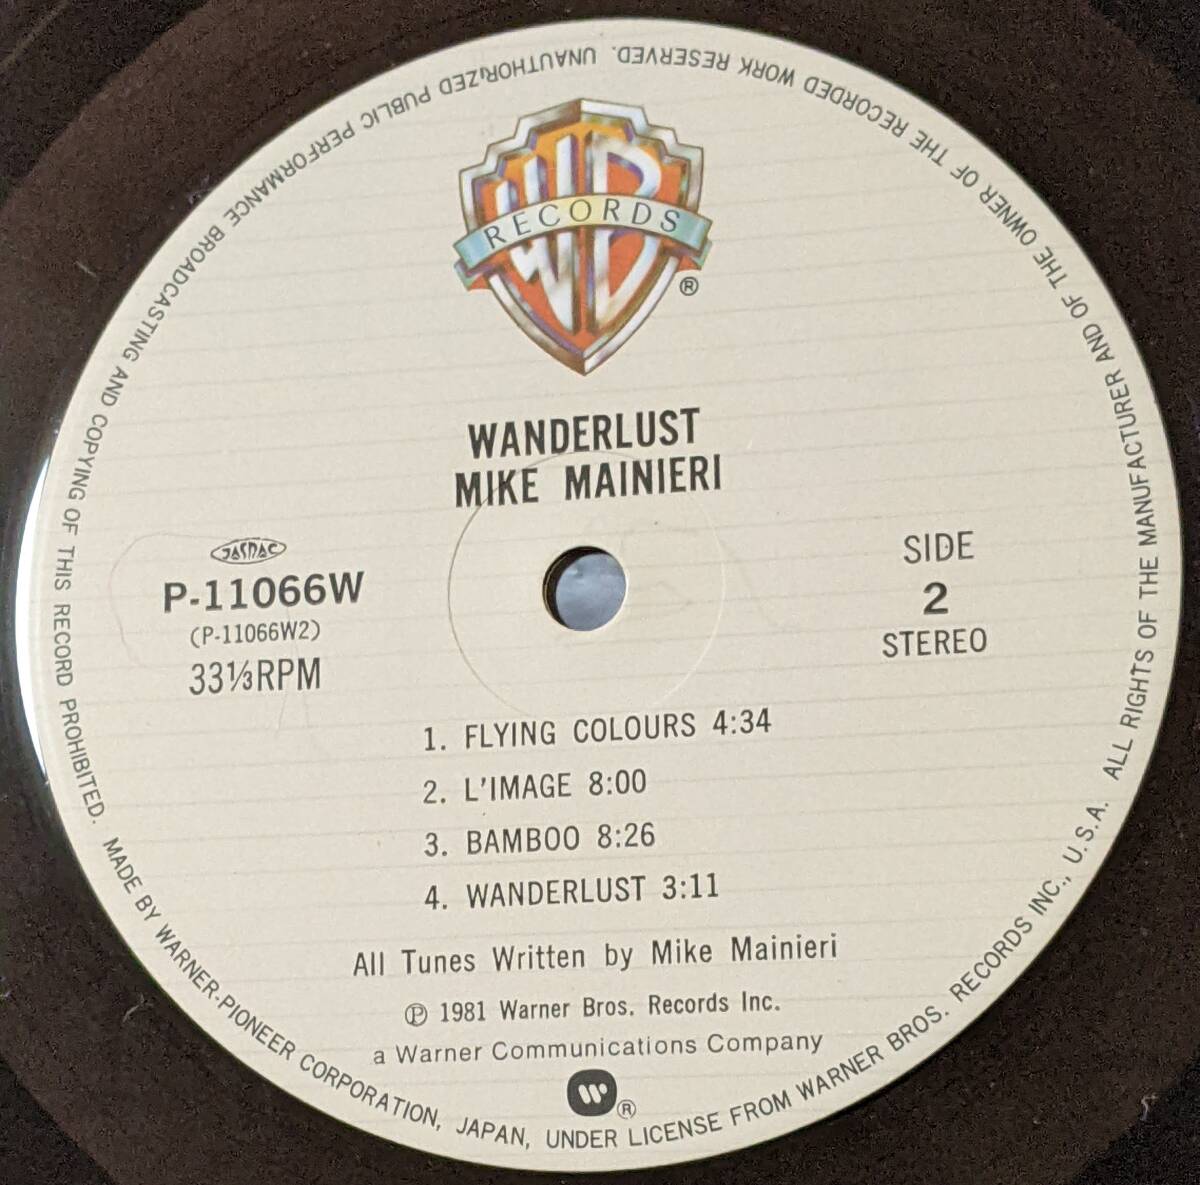 WB
RECORDS
®
WANDERLUST
MIKE MAINIERI
JASRAC
P-11066W
(P-11066W2)
33⅓RPM
SIDE
2
STEREO
1. FLYING COLOURS 4:34
2. L'IMAGE 8:00
3. BAMBOO 8:26
4. WANDERLUST 3:11
All Tunes Written by Mike Mainieri
℗ 1981 Warner Bros. Records Inc.
a Warner Communications Company
®
MADE BY WARNER-PIONEER CORPORATION, JAPAN, UNDER LICENSE FROM WARNER BROS. RECORDS INC., U.S.A. ALL RIGHTS OF THE MANUFACTURER AND OF THE OWNER OF THE RECORDED WORK RESERVED. UNAUTHORIZED PUBLIC PERFORMANCE BROADCASTING AND COPYING OF THIS RECORD PROHIBITED.